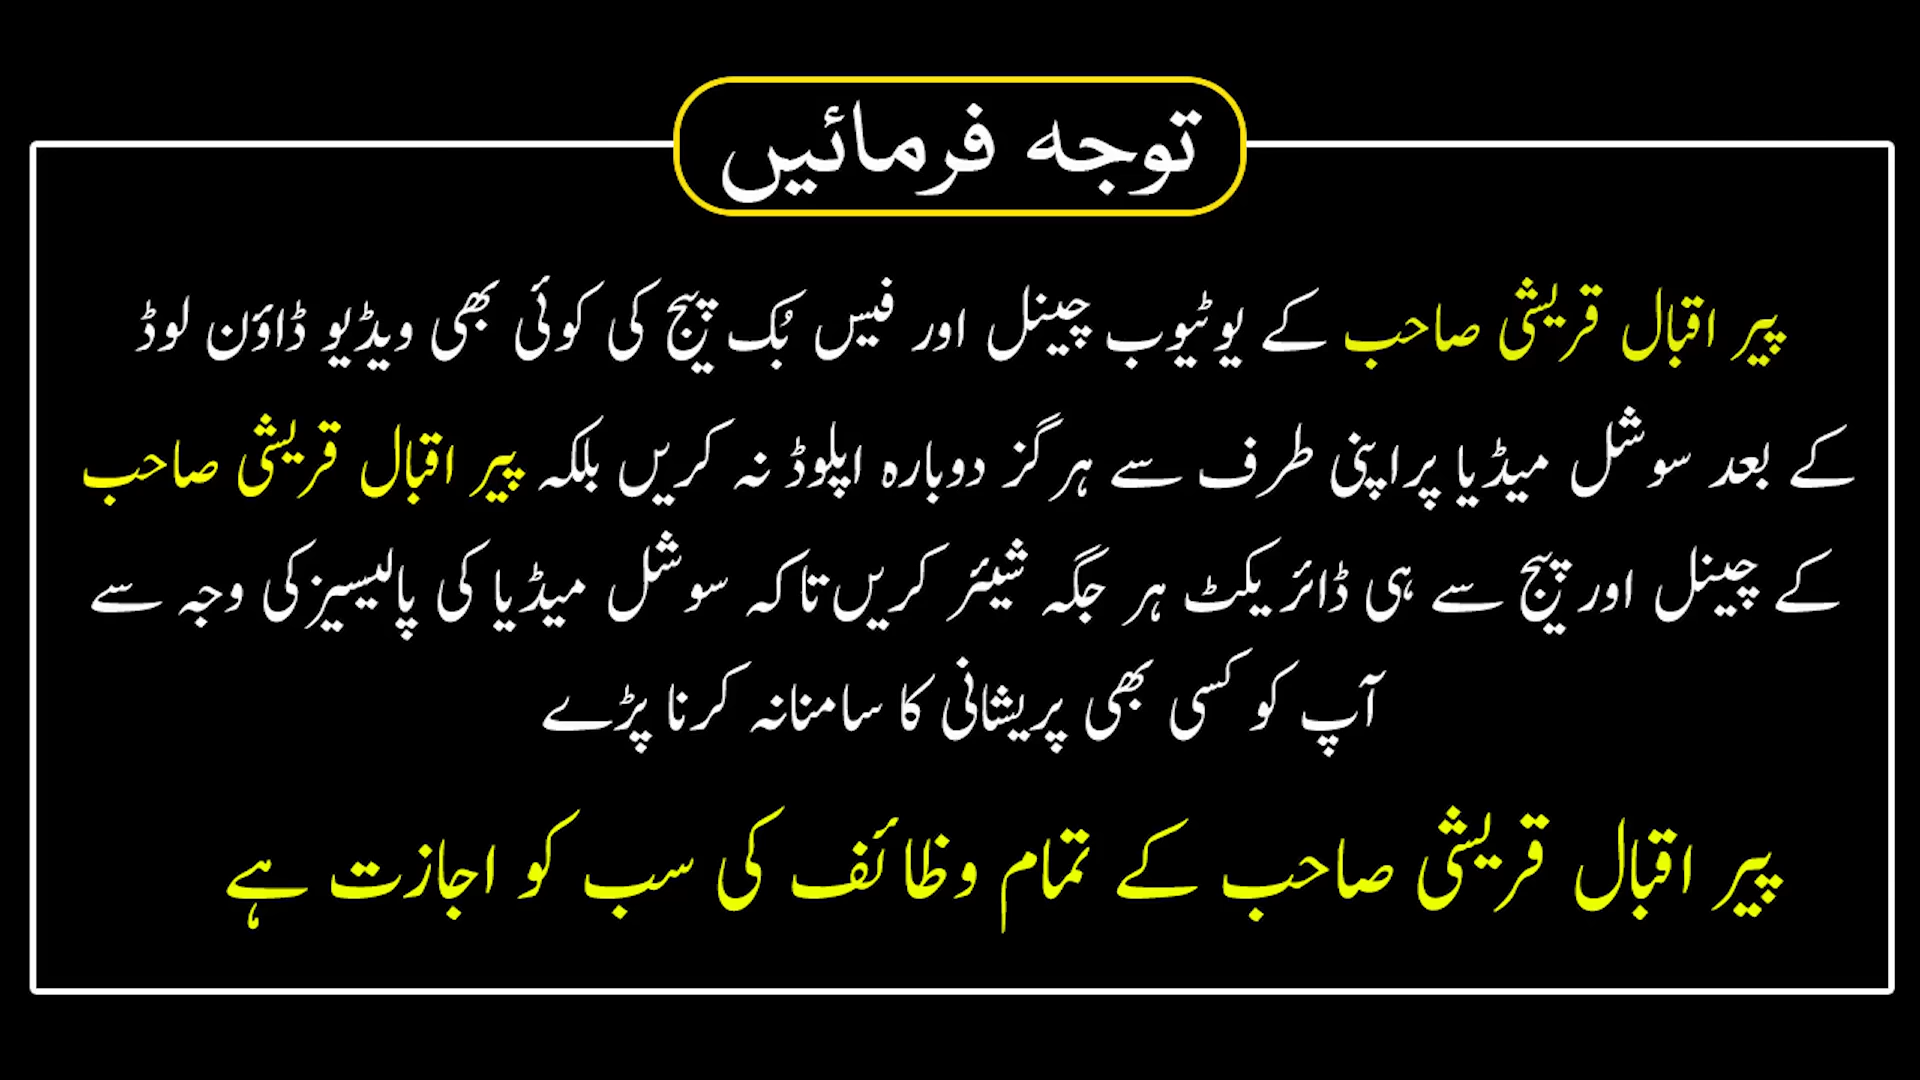 توجہ فرمائیں
پیر اقبال قریشی صاحب کے یوٹیوب چینل اور فیس بُک پیج کی کوئی بھی ویڈیو ڈاؤن لوڈ
کے بعد سوشل میڈیا پراپنی طرف سے ہرگز دوبارہ اپلوڈ نہ کریں بلکہ پیر اقبال قریشی صاحب
کے چینل اور پیج سے ہی ڈائریکٹ ہر جگہ شیئر کریں تاکہ سوشل میڈیا کی پالیسیز کی وجہ سے
آپ کو کسی بھی پریشانی کا سامنانہ کرنا پڑے
پیر اقبال قریشی صاحب کے تمام وظائف کی سب کو اجازت ہے